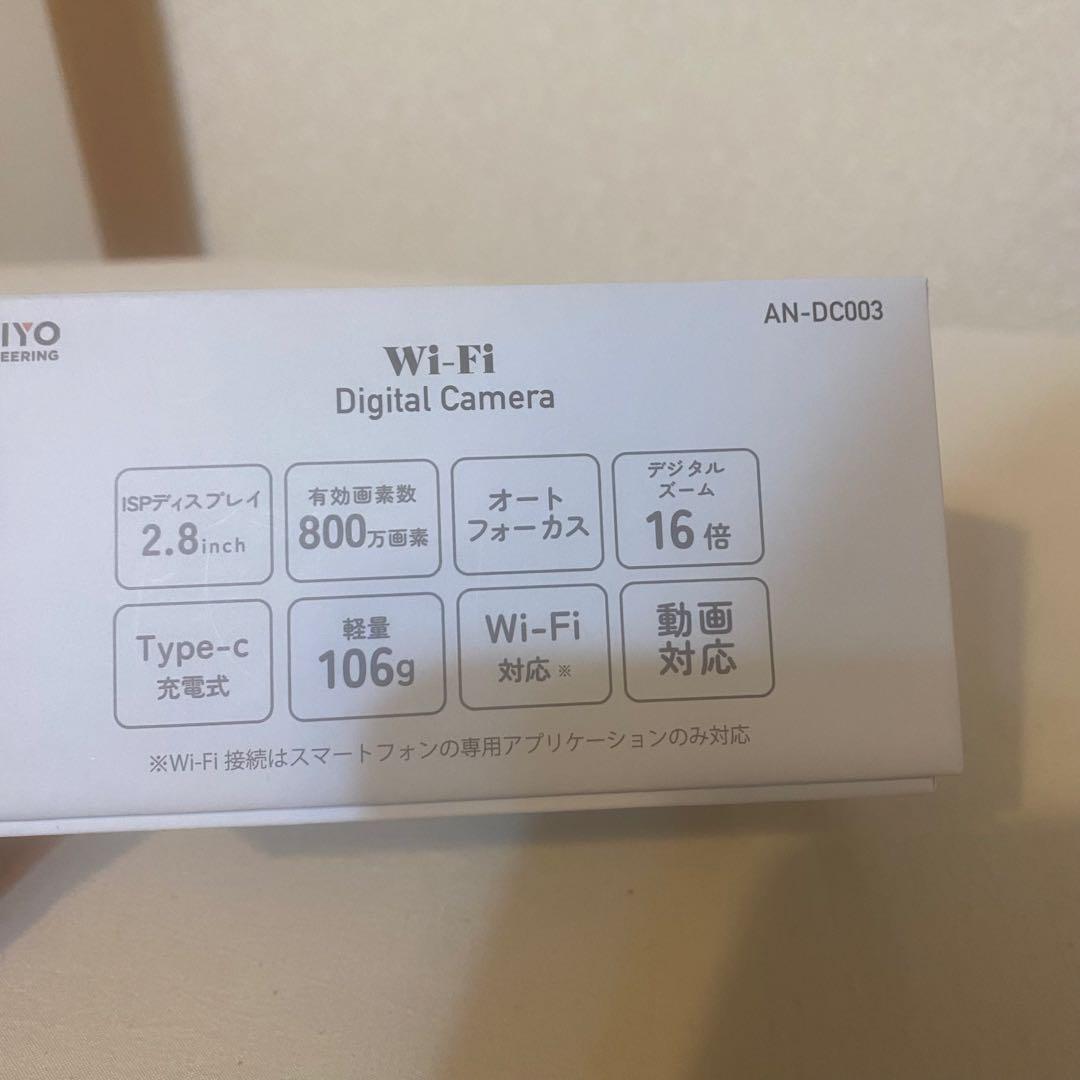 IYO
EERING
AN-DC003
Wi-Fi
Digital Camera
ISPディスプレイ
2.8inch
有効画素数
800万画素
オート
フォーカス
デジタル
ズーム
16倍
Type-c
充電式
軽量
106g
Wi-Fi
対応※
動画
対応
※Wi-Fi 接続はスマートフォンの専用アプリケーションのみ対応